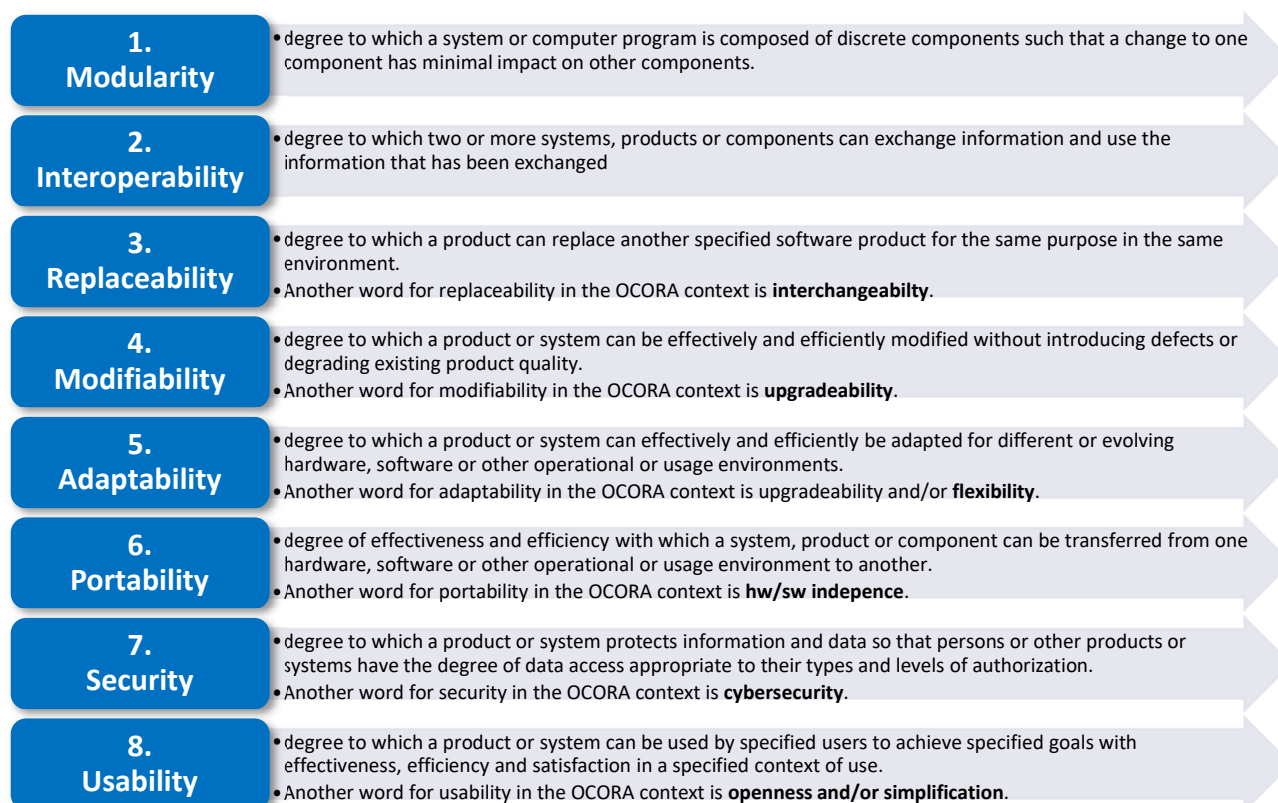 1.
Modularity
•degree to which a system or computer program is composed of discrete components such that a change to one
component has minimal impact on other components.
2.
Interoperability
•degree to which two or more systems, products or components can exchange information and use the
information that has been exchanged
3.
Replaceability
•degree to which a product can replace another specified software product for the same purpose in the same
environment.
•Another word for replaceability in the OCORA context is interchangeabilty.
4.
Modifiability
•degree to which a product or system can be effectively and efficiently modified without introducing defects or
degrading existing product quality.
•Another word for modifiability in the OCORA context is upgradeability.
5.
Adaptability
•degree to which a product or system can effectively and efficiently be adapted for different or evolving
hardware, software or other operational or usage environments.
•Another word for adaptability in the OCORA context is upgradeability and/or flexibility.
6.
Portability
•degree of effectiveness and efficiency with which a system, product or component can be transferred from one
hardware, software or other operational or usage environment to another.
•Another word for portability in the OCORA context is hw/sw indepence.
7.
Security
•degree to which a product or system protects information and data so that persons or other products or
systems have the degree of data access appropriate to their types and levels of authorization.
•Another word for security in the OCORA context is cybersecurity.
8.
Usability
•degree to which a product or system can be used by specified users to achieve specified goals with
effectiveness, efficiency and satisfaction in a specified context of use.
•Another word for usability in the OCORA context is openness and/or simplification.